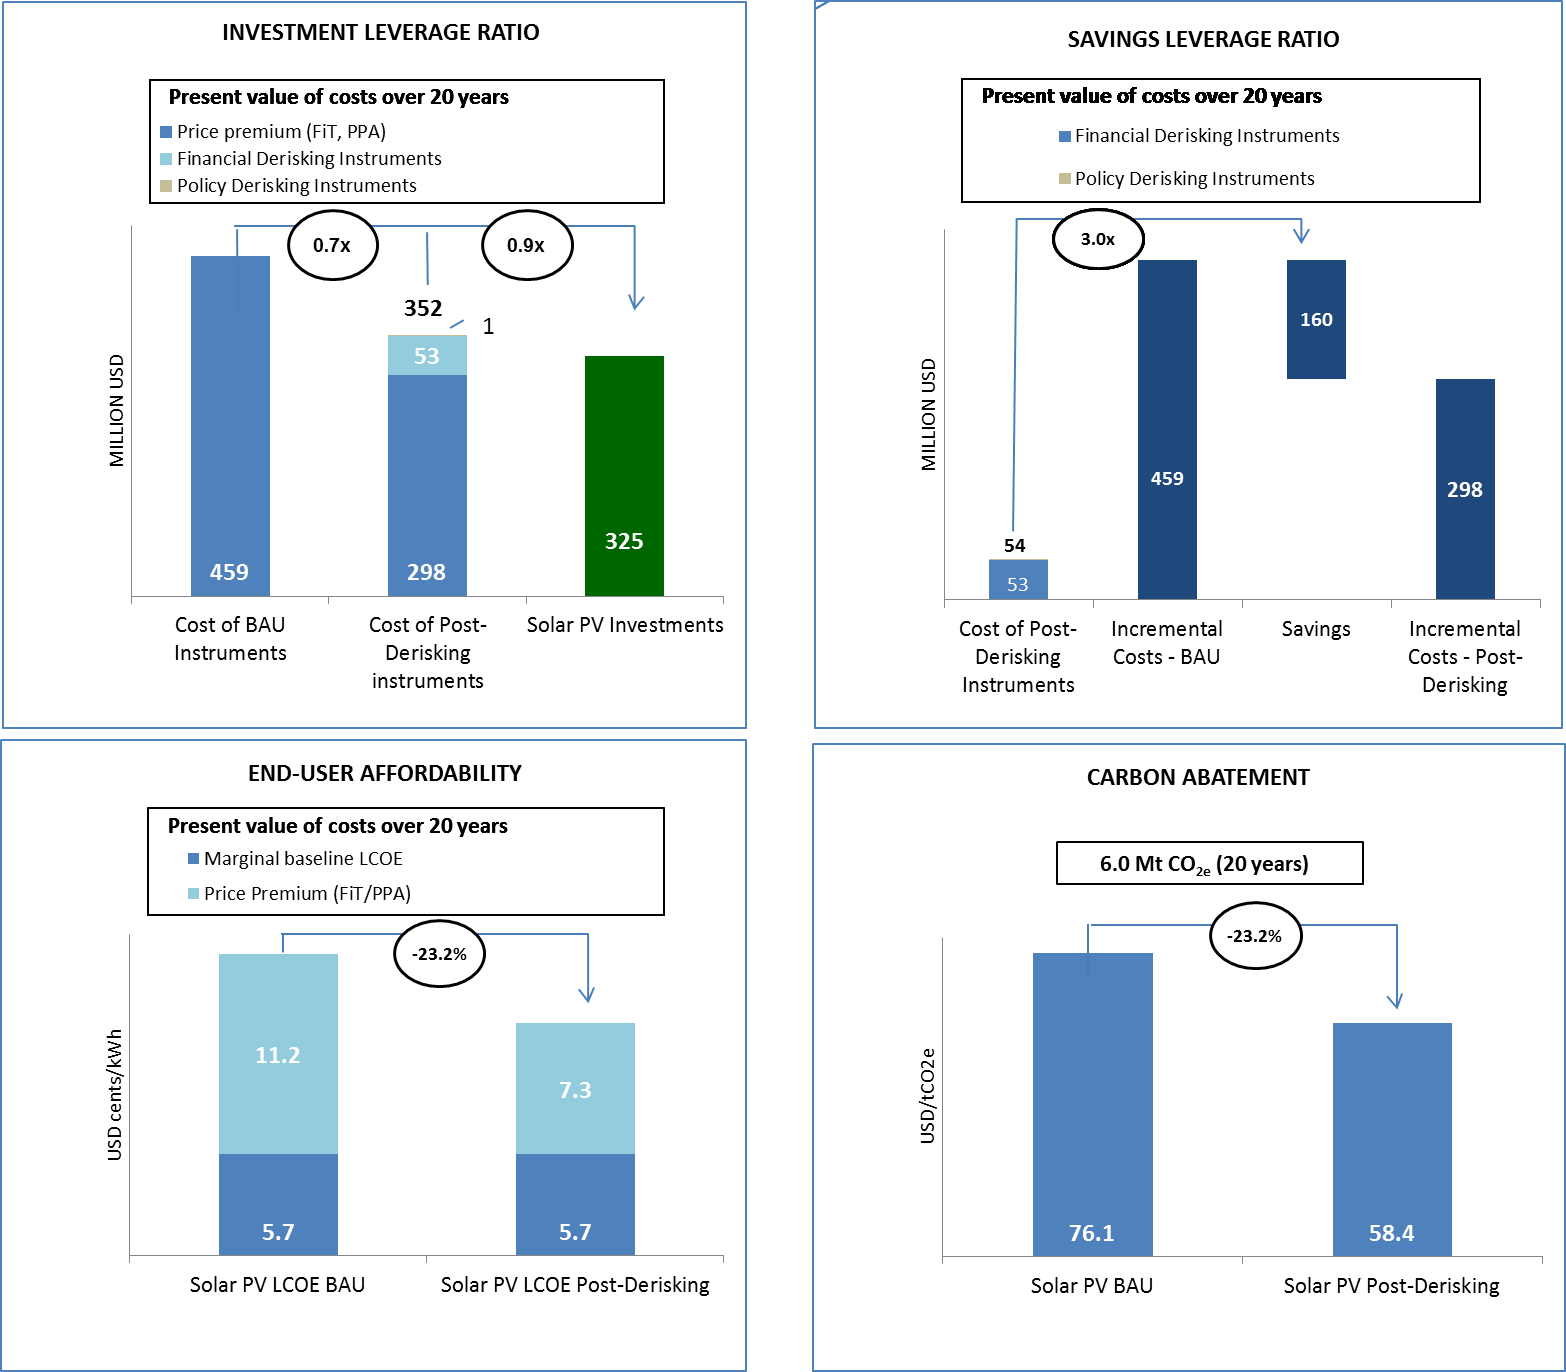 INVESTMENT LEVERAGE RATIO
Present value of costs over 20 years
Price premium (FiT, PPA)
Financial Derisking Instruments
Policy Derisking Instruments
0.7x
0.9x
352
1
53
MILLION USD
459
298
325
Cost of BAU
Instruments
Cost of Post-
Derisking
instruments
Solar PV Investments
SAVINGS LEVERAGE RATIO
Present value of costs over 20 years
Financial Derisking Instruments
Policy Derisking Instruments
3.0x
160
MILLION USD
459
298
54
53
Cost of Post-
Derisking
Instruments
Incremental
Costs - BAU
Savings
Incremental
Costs - Post-
Derisking
END-USER AFFORDABILITY
Present value of costs over 20 years
Marginal baseline LCOE
Price Premium (FiT/PPA)
-23.2%
USD cents/kWh
11.2
7.3
5.7
5.7
Solar PV LCOE BAU
Solar PV LCOE Post-Derisking
CARBON ABATEMENT
6.0 Mt CO2e (20 years)
-23.2%
USD/tCO2e
76.1
58.4
Solar PV BAU
Solar PV Post-Derisking